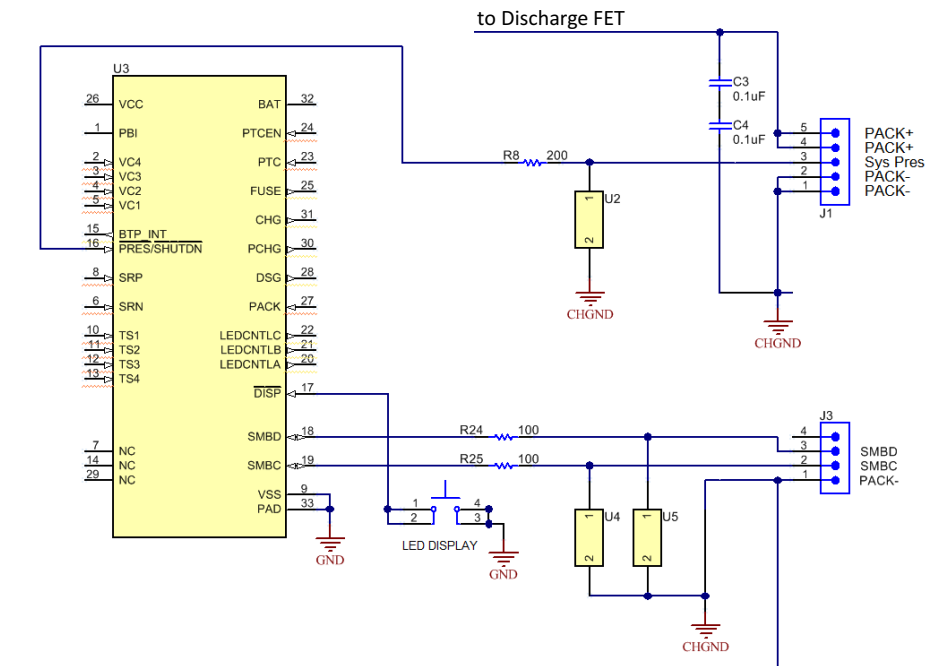 to Discharge FET
U3
26 VCC BAT 32
1 PBI PTCEN 24
2 VC4 PTC 23
3 VC3
4 VC2 FUSE 25
5 VC1
CHG 31
15 BTP_INT
16 PRES/SHUTDN PCHG 30
8 SRP DSG 28
6 SRN PACK 27
10 TS1 LEDCNTLC 22
11 TS2 LEDCNTLB 21
12 TS3 LEDCNTLA 20
13 TS4
DISP 17
SMBD 18
7 NC
14 NC SMBC 19
29 NC
VSS 9
PAD 33
GND
R8 200
U2
1
2
CHGND
C3
0.1uF
C4
0.1uF
5 PACK+
4 PACK+
3 Sys Pres
2 PACK-
1 PACK-
J1
CHGND
R24 100
R25 100
J3
4
3 SMBD
2 SMBC
1 PACK-
1 4
2 3
LED DISPLAY
GND
U4
1
2
U5
1
2
CHGND